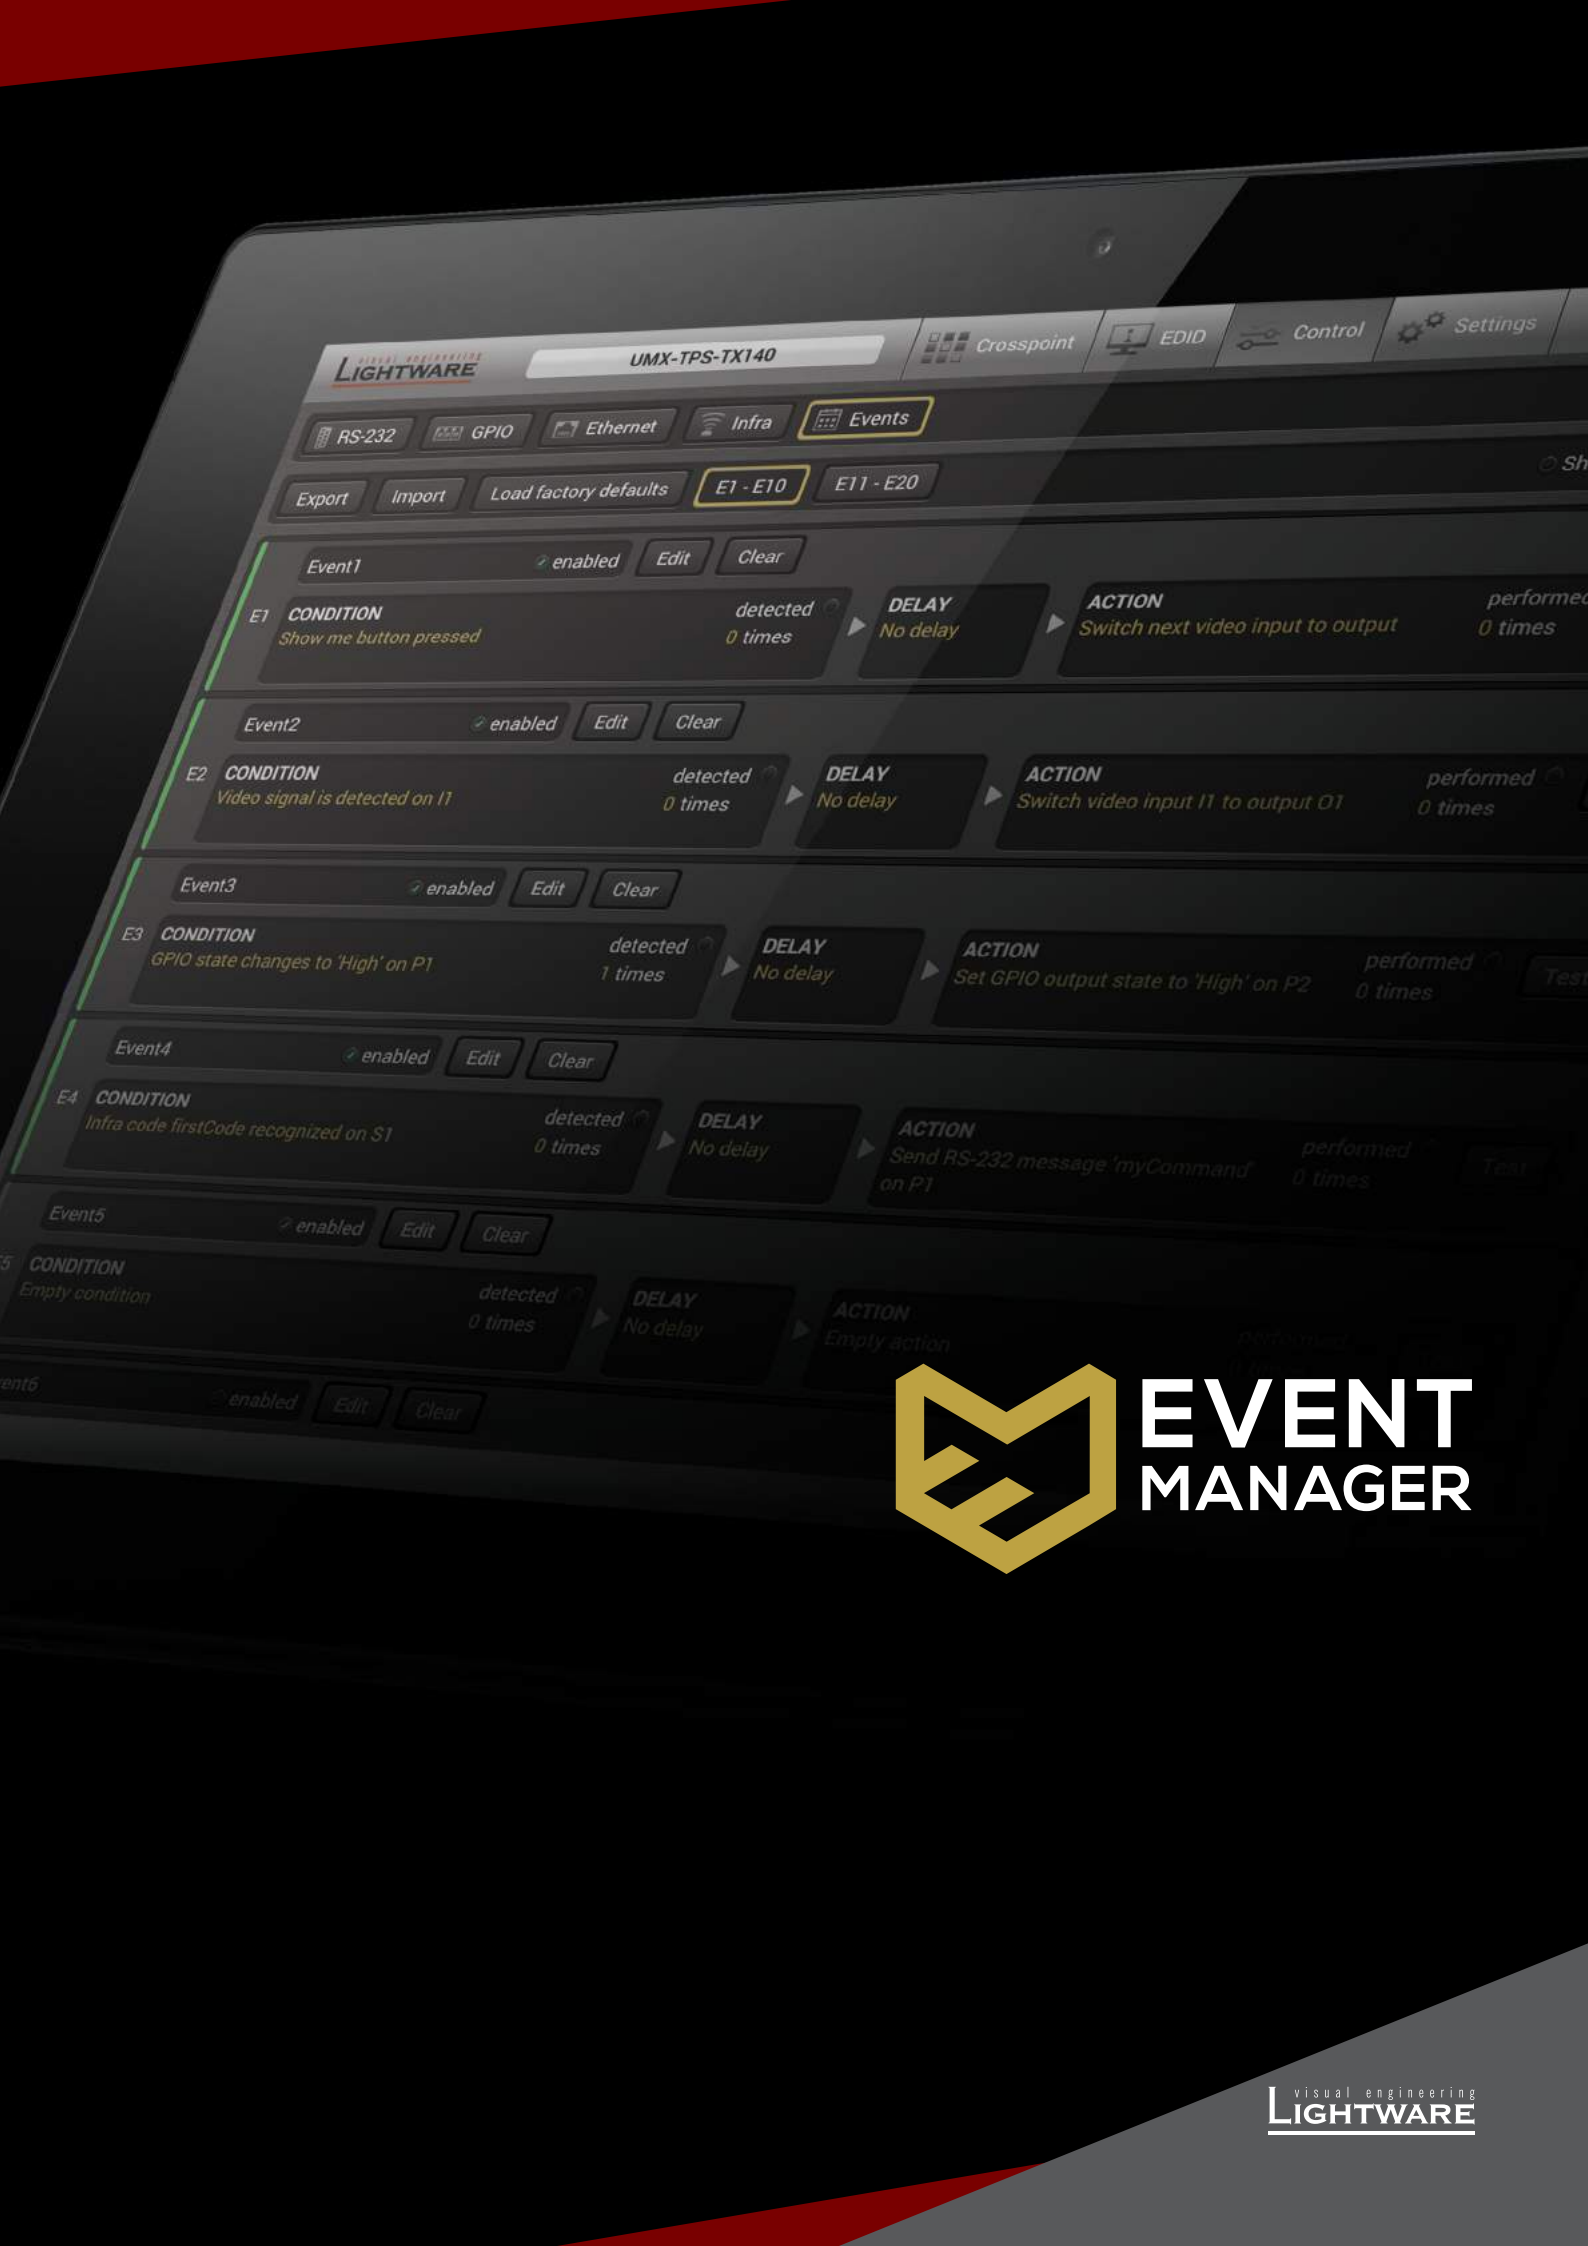 visual engineering
LIGHTWARE
UMX-TPS-TX140
Crosspoint
EDID
Control
Settings
RS-232
GPIO
Ethernet
Infra
Events
Export
Import
Load factory defaults
E1 - E10
E11 - E20
Event1
enabled
Edit
Clear
E1
CONDITION
Show me button pressed
detected
0 times
DELAY
No delay
ACTION
Switch next video input to output
0 times
Event2
enabled
Edit
Clear
E2
CONDITION
Video signal is detected on I1
detected
0 times
DELAY
No delay
ACTION
Switch video input I1 to output O1
performed
0 times
Event3
enabled
Edit
Clear
E3
CONDITION
GPIO state changes to 'High' on P1
detected
1 times
DELAY
No delay
ACTION
Set GPIO output state to 'High' on P2
performed
0 times
Test
Event4
enabled
Edit
Clear
E4
CONDITION
Infra code firstCode recognized on S1
detected
0 times
DELAY
No delay
ACTION
Send RS-232 message 'myCommand'
on P1
performed
0 times
Test
Event5
enabled
Edit
Clear
CONDITION
Empty condition
detected
0 times
DELAY
No delay
ACTION
Empty action
performed
enabled
Edit
Clear
EVENT
MANAGER
visual engineering
LIGHTWARE